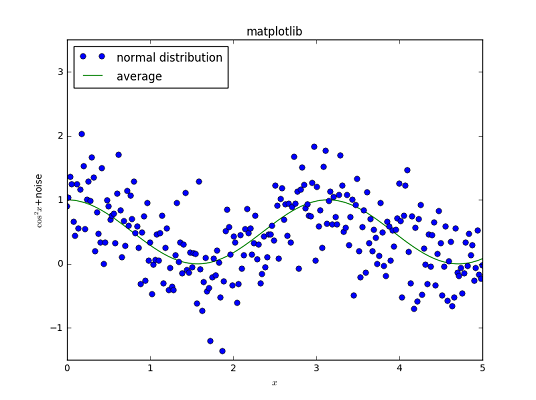 matplotlib
normal distribution
average
cos²x+noise
3
2
1
0
−1
0 1 2 3 4 5
x